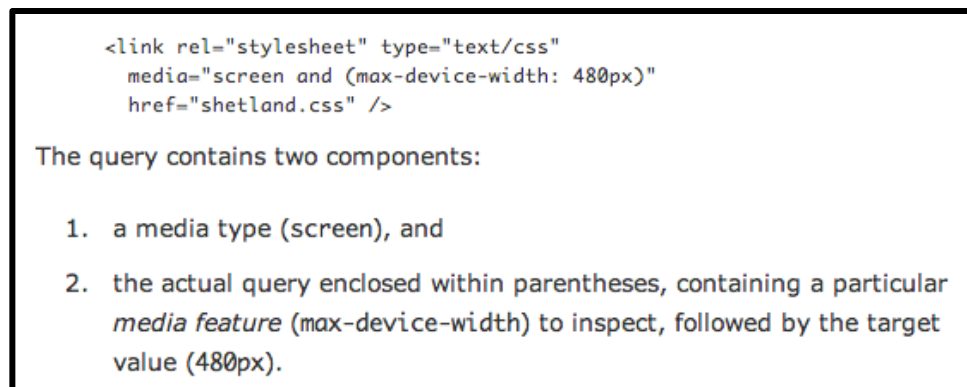 <link rel="stylesheet" type="text/css"
media="screen and (max-device-width: 480px)"
href="shetland.css" />
The query contains two components:
1. a media type (screen), and
2. the actual query enclosed within parentheses, containing a particular
media feature (max-device-width) to inspect, followed by the target
value (480px).